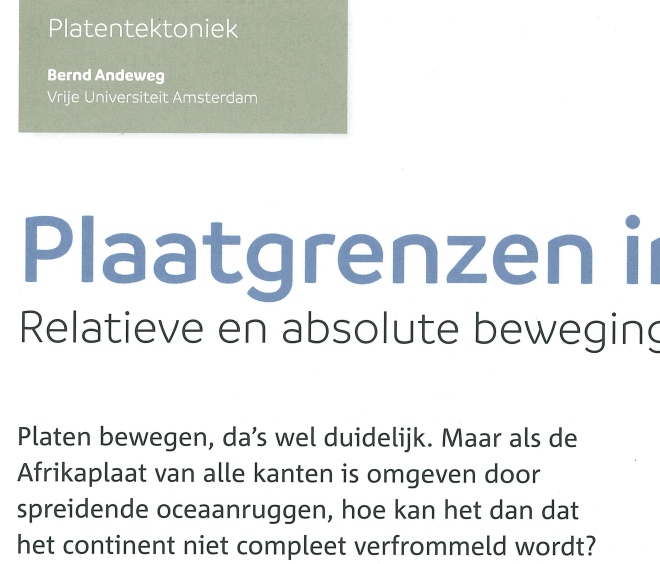 Platentektoniek
Bernd Andeweg
Vrije Universiteit Amsterdam
Plaatgrenzen
Relatieve en absolute beweging
Platen bewegen, da's wel duidelijk. Maar als de
Afrikaplaat van alle kanten is omgeven door
spreidende oceaanruggen, hoe kan het dan dat
het continent niet compleet verfrommeld wordt?